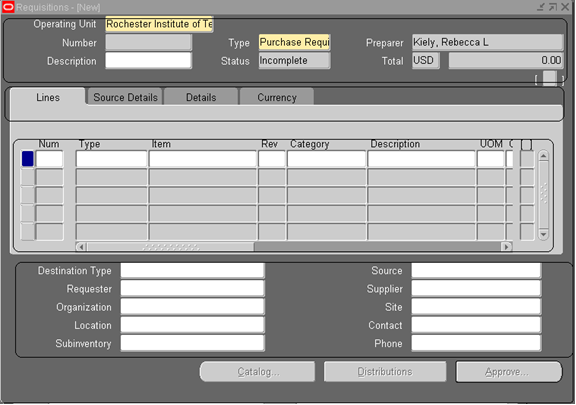 Requisitions - [New]
Operating Unit Rochester Institute of Te
Number Type Purchase Requi Preparer Kiely, Rebecca L
Description Status Incomplete Total USD 0.00
[ ]
Lines Source Details Details Currency
Num Type Item Rev Category Description UOM [ ]
Destination Type Source
Requester Supplier
Organization Site
Location Contact
Subinventory Phone
Catalog... Distributions Approve...